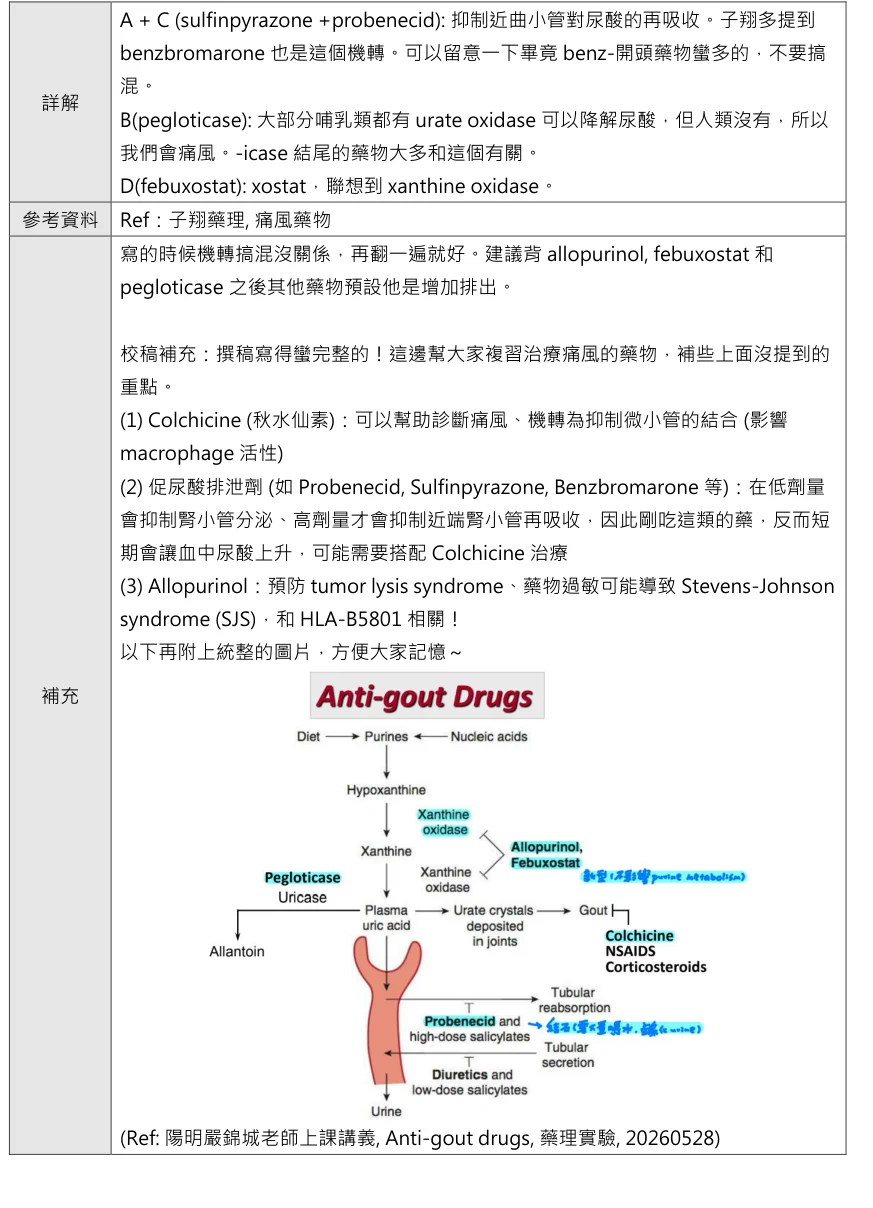 詳解
A + C (sulfinpyrazone +probenecid): 抑制近曲小管對尿酸的再吸收。子翔多提到
benzbromarone 也是這個機轉。可以留意一下畢竟 benz-開頭藥物蠻多的，不要搞
混。
B(pegloticase): 大部分哺乳類都有 urate oxidase 可以降解尿酸，但人類沒有，所以
我們會痛風。-icase 結尾的藥物大多和這個有關。
D(febuxostat): xostat，聯想到 xanthine oxidase。
參考資料
Ref：子翔藥理, 痛風藥物
補充
寫的時候機轉搞混沒關係，再翻一遍就好。建議背 allopurinol, febuxostat 和
pegloticase 之後其他藥物預設他是增加排出。
校稿補充：撰稿寫得蠻完整的！這邊幫大家複習治療痛風的藥物，補些上面沒提到的
重點。
(1) Colchicine (秋水仙素)：可以幫助診斷痛風、機轉為抑制微小管的結合 (影響
macrophage 活性)
(2) 促尿酸排泄劑 (如 Probenecid, Sulfinpyrazone, Benzbromarone 等)：在低劑量
會抑制腎小管分泌、高劑量才會抑制近端腎小管再吸收，因此剛吃這類的藥，反而短
期會讓血中尿酸上升，可能需要搭配 Colchicine 治療
(3) Allopurinol：預防 tumor lysis syndrome、藥物過敏可能導致 Stevens-Johnson
syndrome (SJS)，和 HLA-B5801 相關！
以下再附上統整的圖片，方便大家記憶～
Anti-gout Drugs
Diet Purines Nucleic acids
Hypoxanthine
Xanthine
oxidase
Allopurinol,
Febuxostat
Xanthine
Xanthine
oxidase
purine metabolism)
Pegloticase
Uricase
Plasma
uric acid
Urate crystals
deposited
in joints
Gout
Colchicine
NSAIDS
Corticosteroids
Allantoin
Tubular
reabsorption
Probenecid and
high-dose salicylates
結石(需大量喝水, urine)
Tubular
secretion
Diuretics and
low-dose salicylates
Urine
(Ref: 陽明嚴錦城老師上課講義, Anti-gout drugs, 藥理實驗, 20260528)